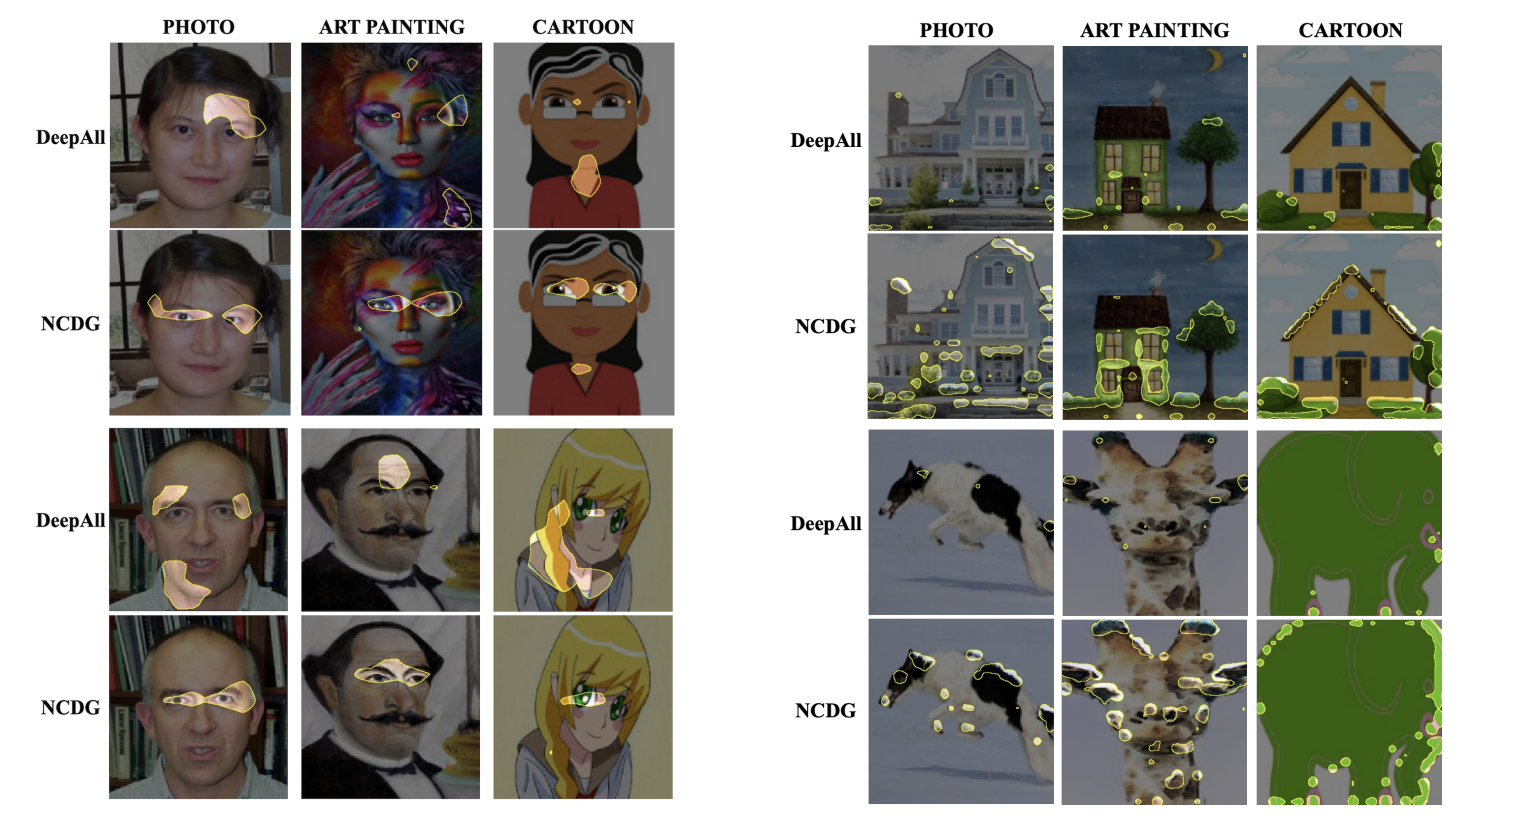 PHOTO ART PAINTING CARTOON
DeepAll
NCDG
DeepAll
NCDG
PHOTO ART PAINTING CARTOON
DeepAll
NCDG
DeepAll
NCDG